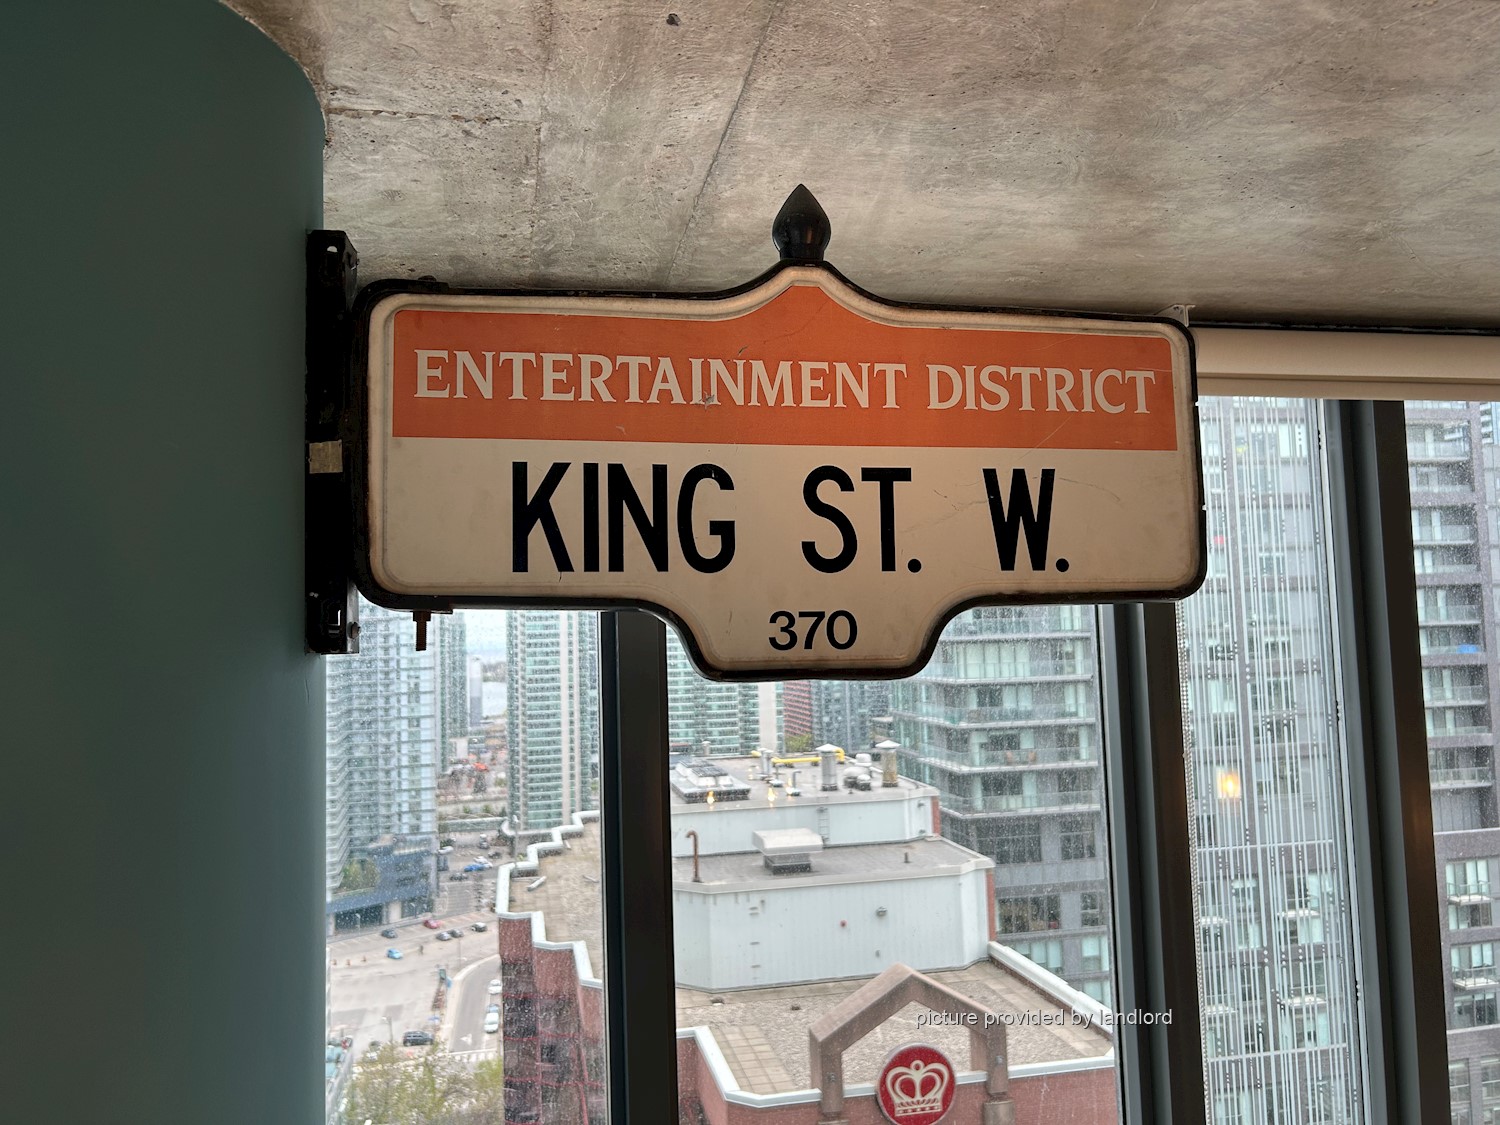 ENTERTAINMENT DISTRICT
KING ST. W.
370
picture provided by landlord